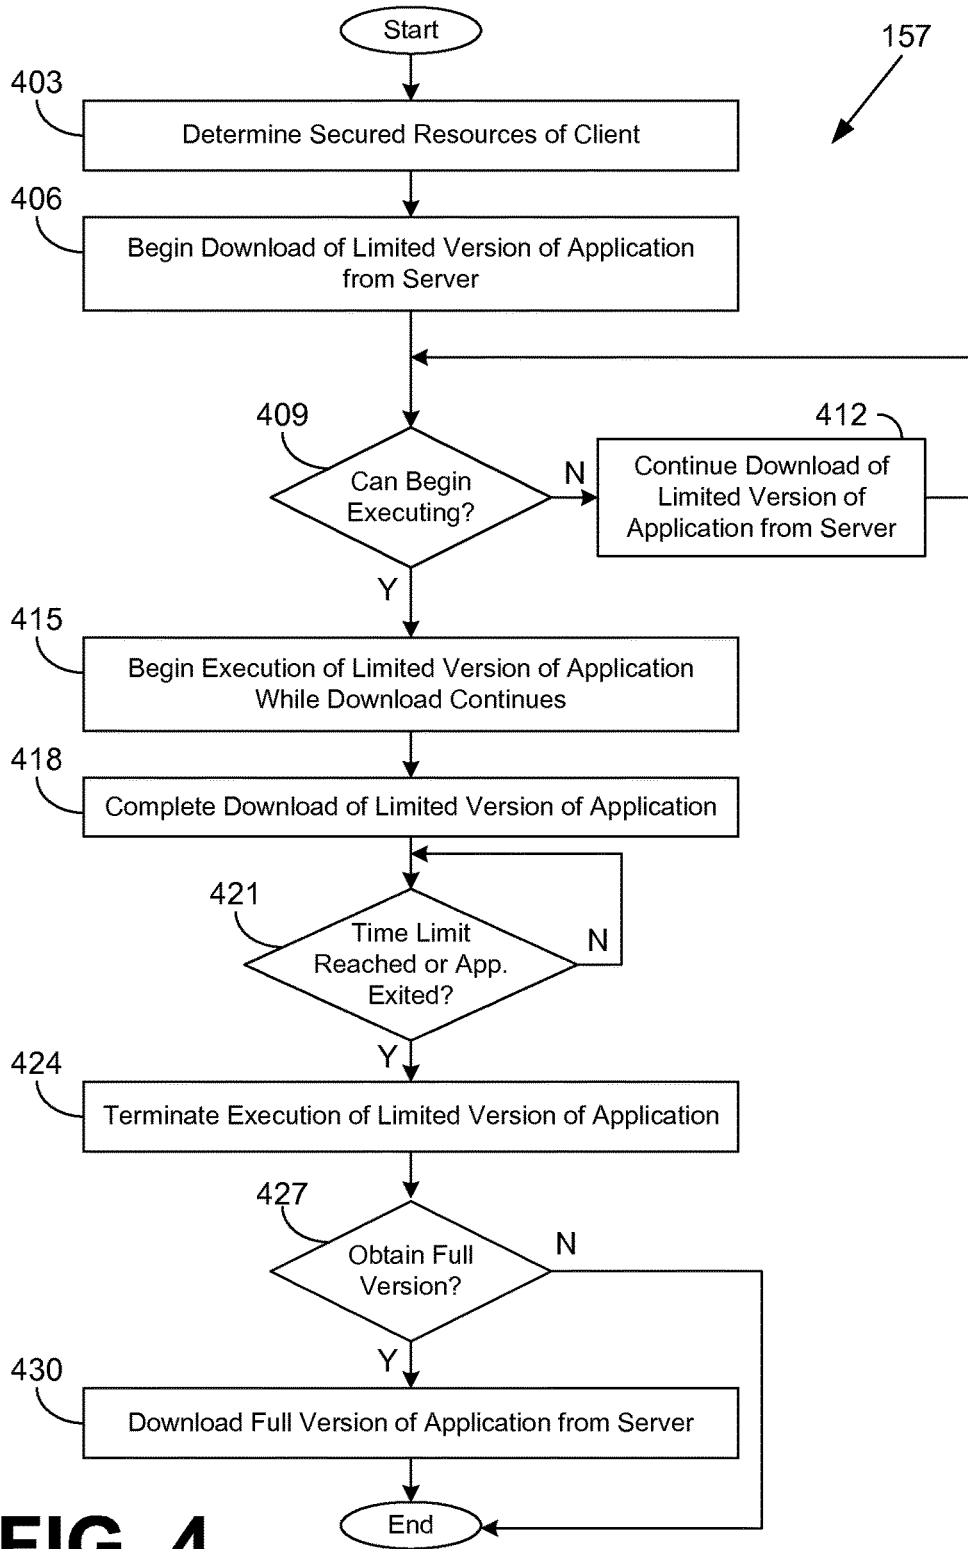 Start
157
403
Determine Secured Resources of Client
406
Begin Download of Limited Version of Application
from Server
409
Can Begin
Executing?
N
412
Continue Download of
Limited Version of
Application from Server
Y
415
Begin Execution of Limited Version of Application
While Download Continues
418
Complete Download of Limited Version of Application
421
Time Limit
Reached or App.
Exited?
N
Y
424
Terminate Execution of Limited Version of Application
427
Obtain Full
Version?
N
Y
430
Download Full Version of Application from Server
End
FIG. 4